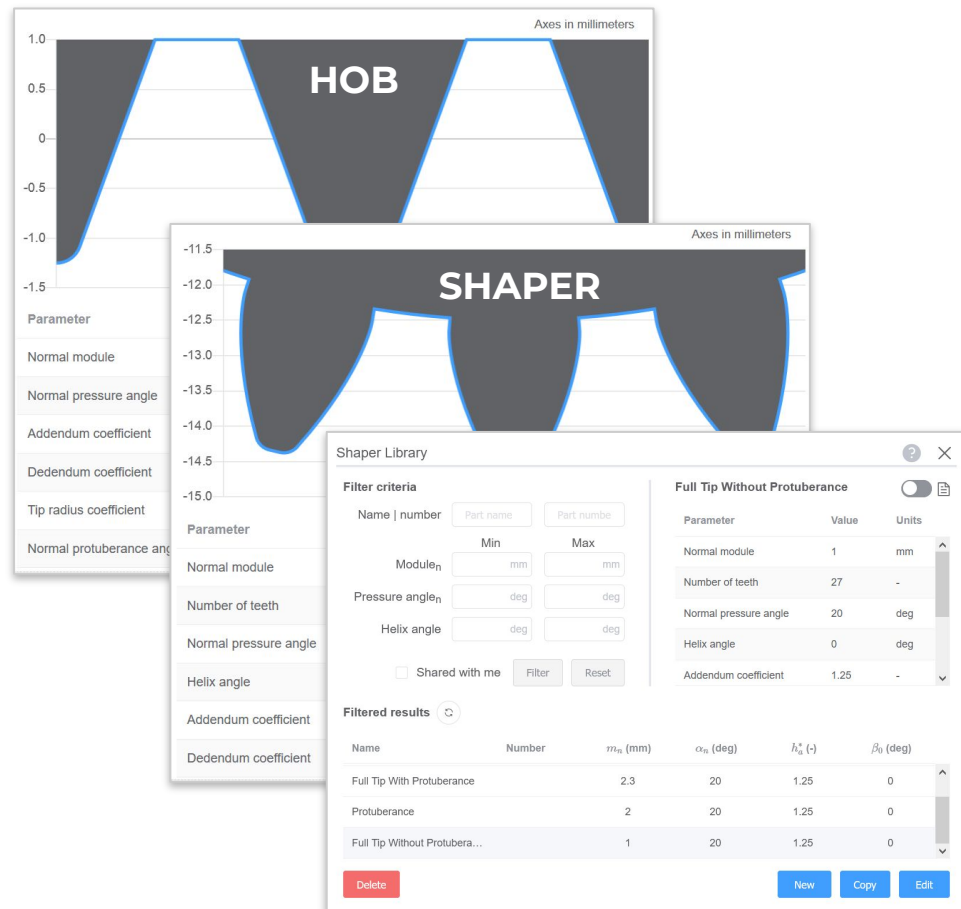 Axes in millimeters
1.0
HOB
0.5
0
-0.5
-1.0
-1.5
Parameter
Normal module
Normal pressure angle
Addendum coefficient
Dedendum coefficient
Tip radius coefficient
Normal protuberance ang
Axes in millimeters
-11.5
SHAPER
-12.0
-12.5
-13.0
-13.5
-14.0
-14.5
-15.0
Parameter
Normal module
Number of teeth
Normal pressure angle
Helix angle
Addendum coefficient
Dedendum coefficient
Shaper Library ?
Filter criteria
Name | number Part name Part numbe
Min Max
Moduleₙ mm mm
Pressure angleₙ deg deg
Helix angle deg deg
Shared with me Filter Reset
Full Tip Without Protuberance
Parameter Value Units
Normal module 1 mm
Number of teeth 27 -
Normal pressure angle 20 deg
Helix angle 0 deg
Addendum coefficient 1.25 -
Filtered results
Name Number mₙ (mm) αₙ (deg) hₐ* (-) β₀ (deg)
Full Tip With Protuberance 2.3 20 1.25 0
Protuberance 2 20 1.25 0
Full Tip Without Protubera... 1 20 1.25 0
Delete New Copy Edit